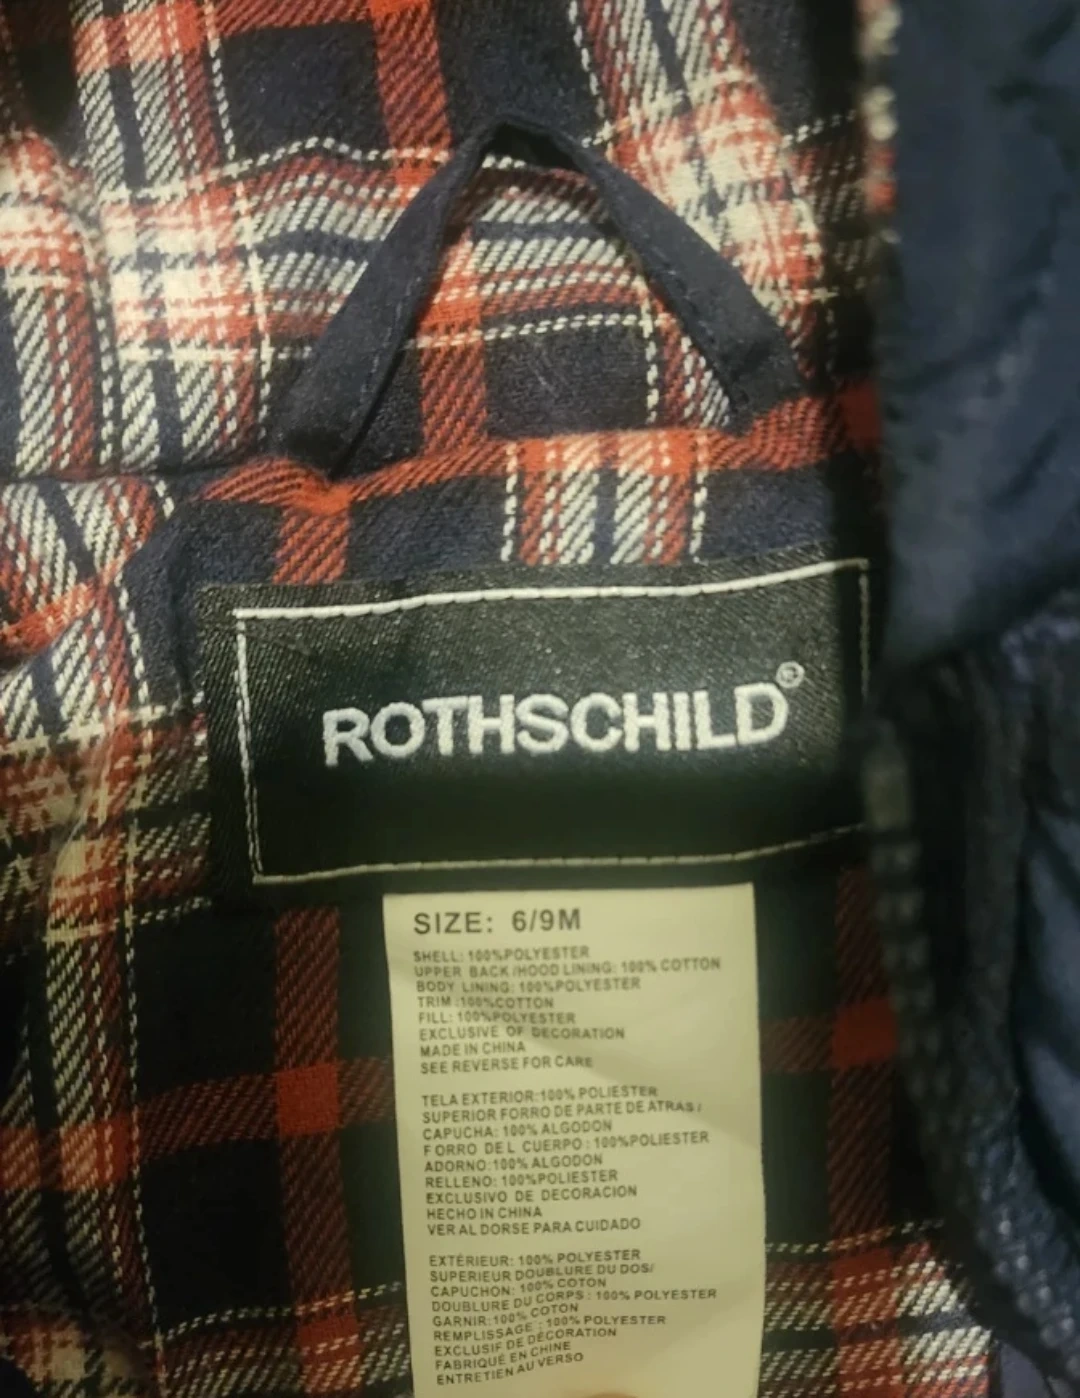 ROTHSCHILD®
SIZE: 6/9M
SHELL: 100%POLYESTER
UPPER BACK/HOOD LINING: 100% COTTON
BODY LINING: 100%POLYESTER
TRIM:100%COTTON
FILL: 100%POLYESTER
EXCLUSIVE OF DECORATION
MADE IN CHINA
SEE REVERSE FOR CARE
TELA EXTERIOR:100% POLIESTER
SUPERIOR FORRO DE PARTE DE ATRAS/
CAPUCHA: 100% ALGODON
FORRO DEL CUERPO: 100%POLIESTER
ADORNO:100% ALGODON
RELLENO: 100%POLIESTER
EXCLUSIVO DE DECORACION
HECHO IN CHINA
VER AL DORSE PARA CUIDADO
EXTÉRIEUR: 100% POLYESTER
SUPERIEUR DOUBLURE DU DOS/
CAPUCHON: 100% COTON
DOUBLURE DU CORPS: 100% POLYESTER
GARNIR:100% COTON
REMPLISSAGE: 100% POLYESTER
EXCLUSIF DE DÉCORATION
FABRIQUÉ EN CHINE
ENTRETIEN AU VERSO